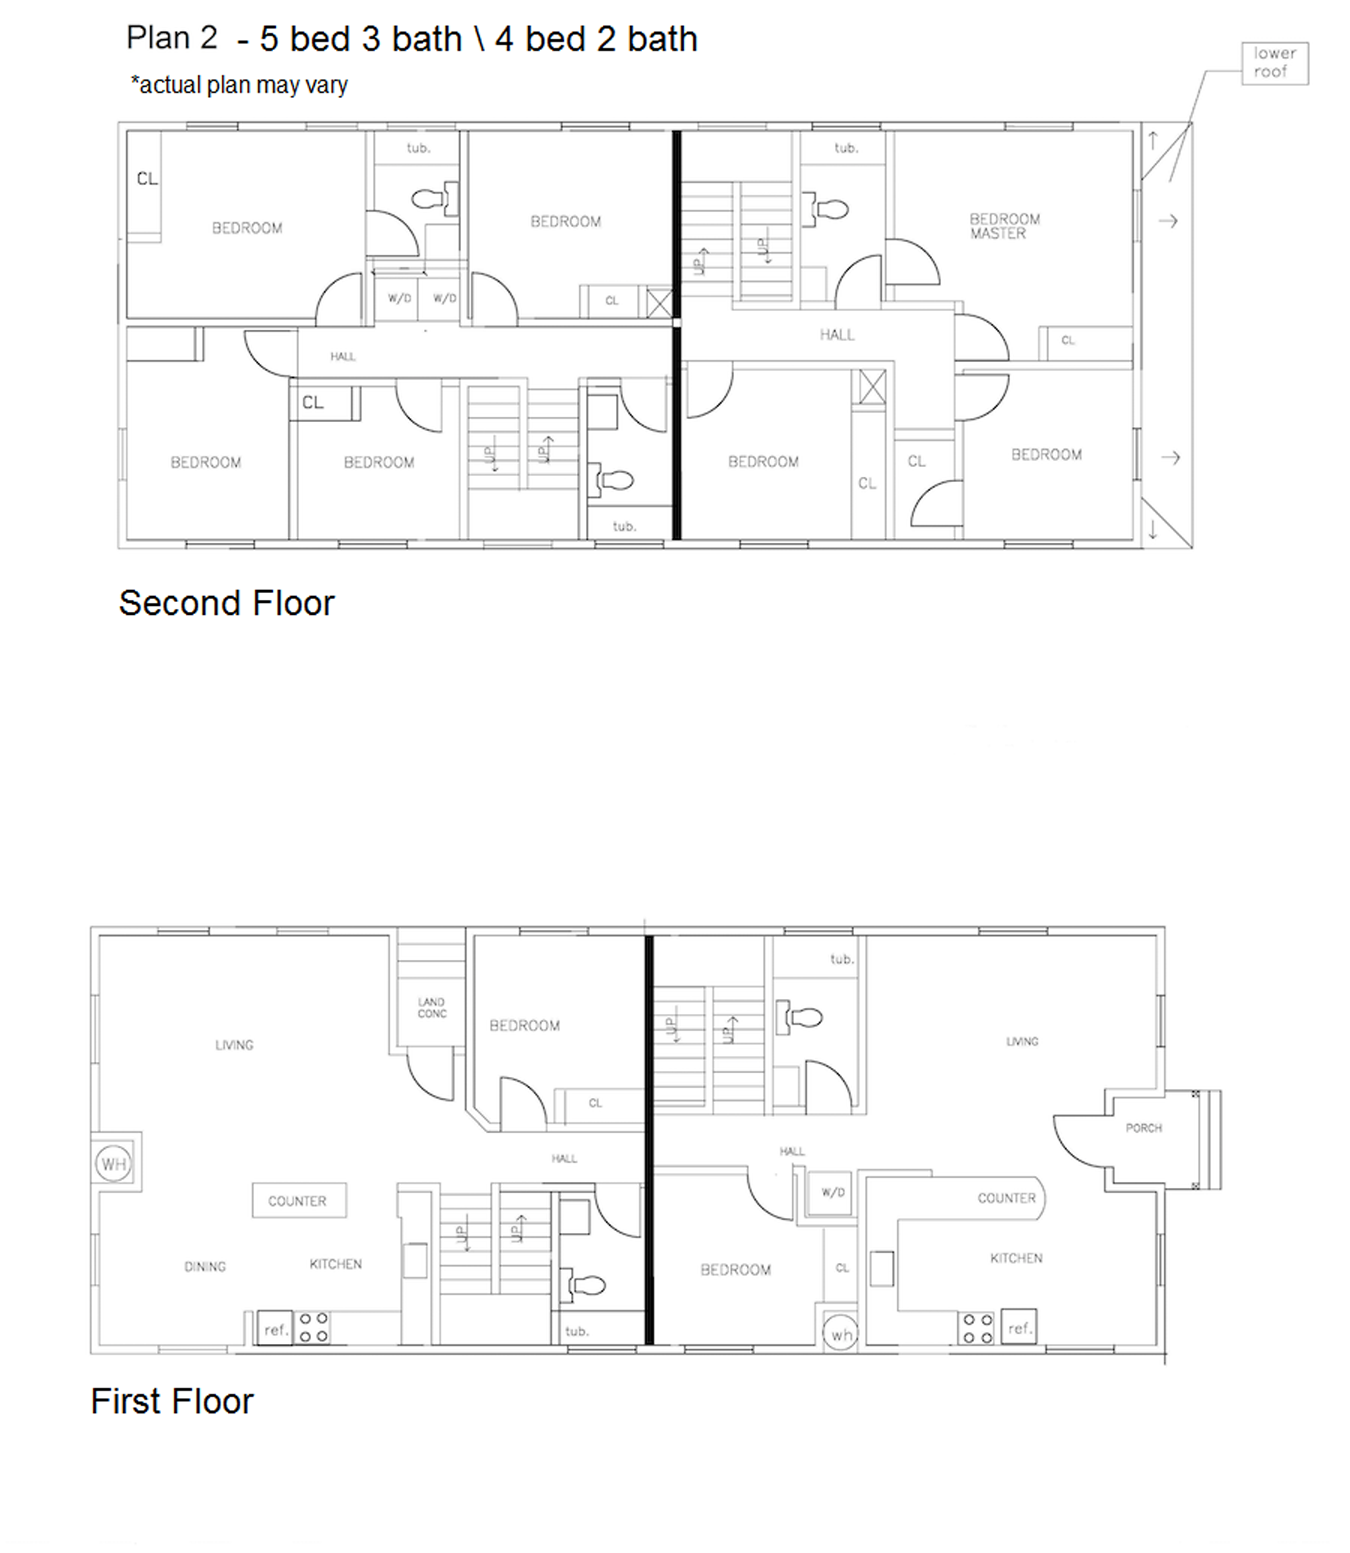 Plan 2 - 5 bed 3 bath \ 4 bed 2 bath
*actual plan may vary
lower
roof
tub.
tub.
CL
BEDROOM
BEDROOM
BEDROOM
MASTER
UP
UP
W/D
W/D
CL
HALL
HALL
CL
CL
BEDROOM
BEDROOM
UP
UP
BEDROOM
CL
CL
BEDROOM
tub.
Second Floor
tub.
LAND
CONC
BEDROOM
UP
UP
LIVING
LIVING
CL
PORCH
WH
HALL
HALL
COUNTER
W/D
COUNTER
UP
UP
DINING
KITCHEN
BEDROOM
CL
KITCHEN
ref.
tub.
wh
ref.
First Floor